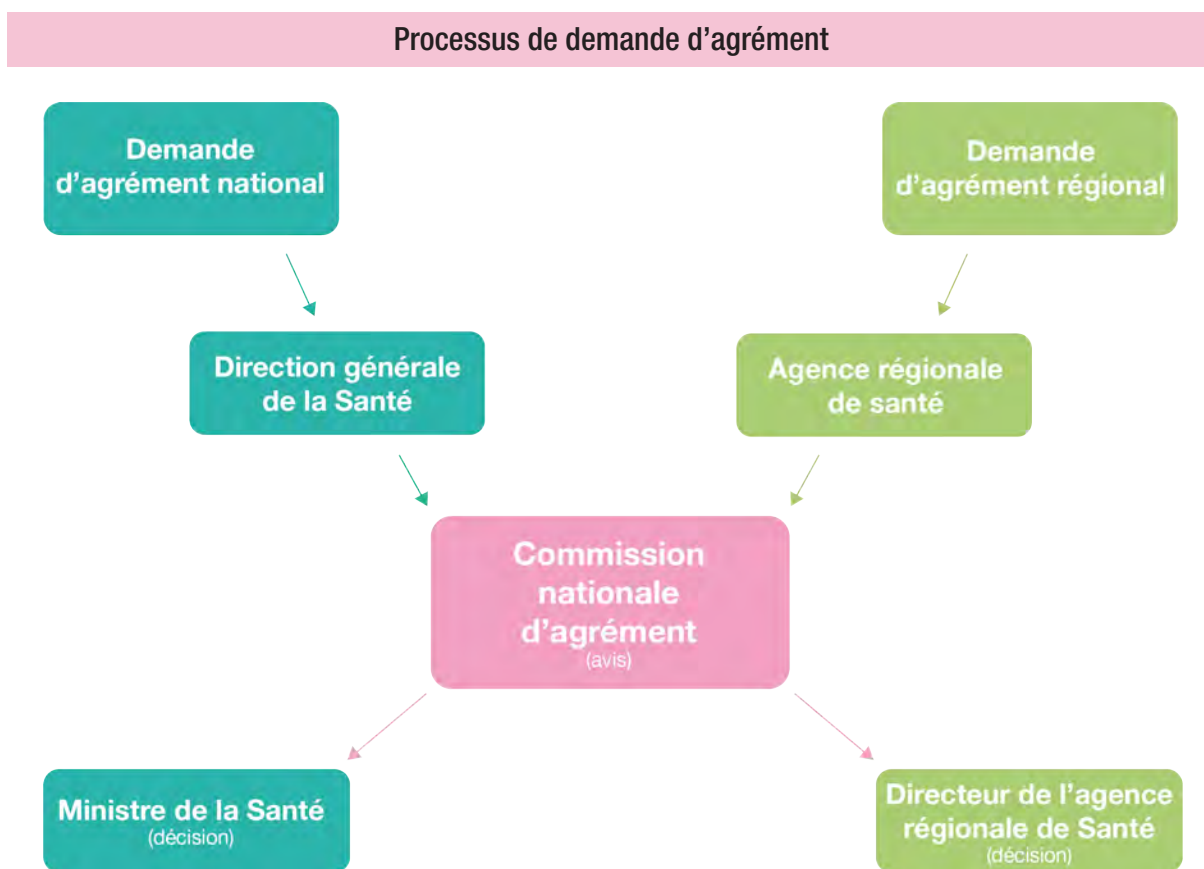 Processus de demande d'agrément
Demande
d'agrément national
Demande
d'agrément régional
Direction générale
de la Santé
Agence régionale
de santé
Commission
nationale
d'agrément
(avis)
Ministre de la Santé
(décision)
Directeur de l'agence
régionale de Santé
(décision)